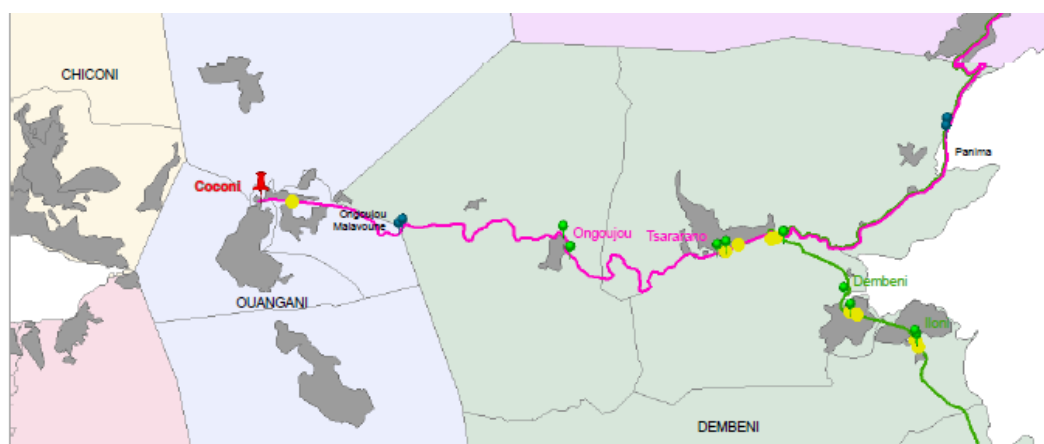 CHICONI
Panima
Coconi
Ongoujou
Malavoune
Ongoujou
Tsararano
Dembeni
OUANGANI
Iloni
DEMBENI